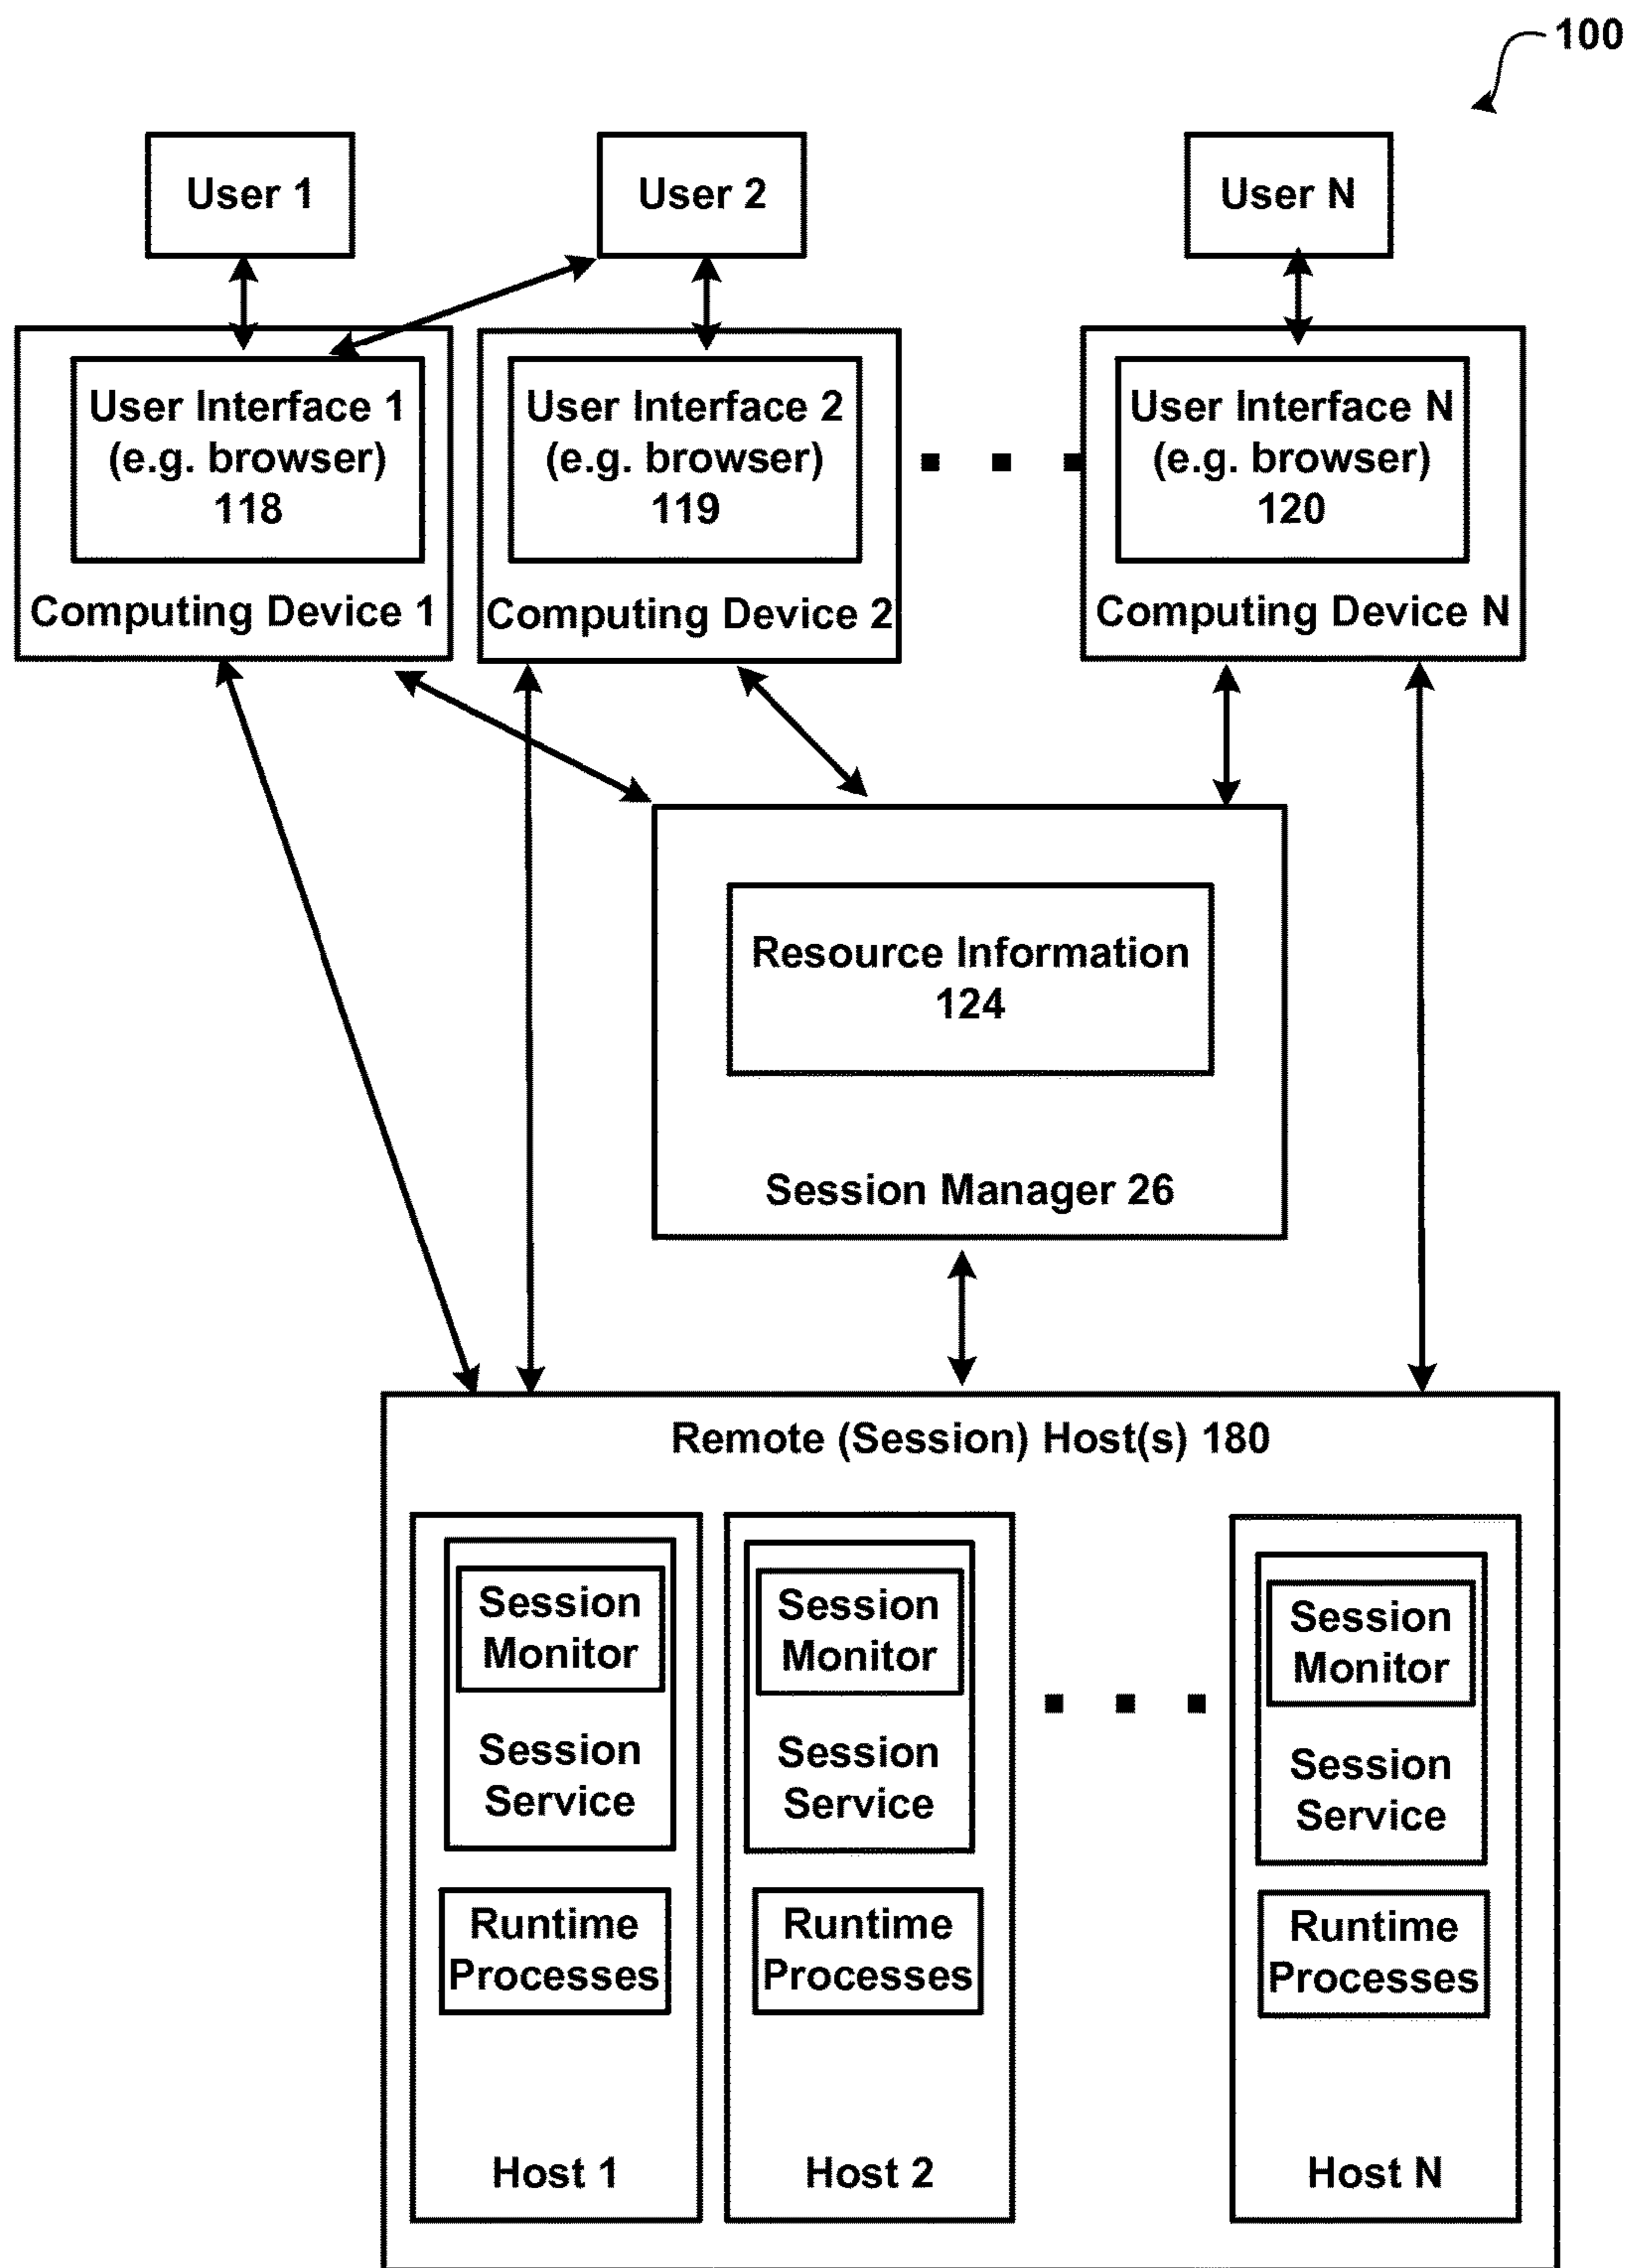 100
User 1
User 2
User N
User Interface 1
(e.g. browser)
118
Computing Device 1
User Interface 2
(e.g. browser)
119
Computing Device 2
User Interface N
(e.g. browser)
120
Computing Device N
Resource Information
124
Session Manager 26
Remote (Session) Host(s) 180
Session
Monitor
Session
Service
Runtime
Processes
Host 1
Session
Monitor
Session
Service
Runtime
Processes
Host 2
Session
Monitor
Session
Service
Runtime
Processes
Host N